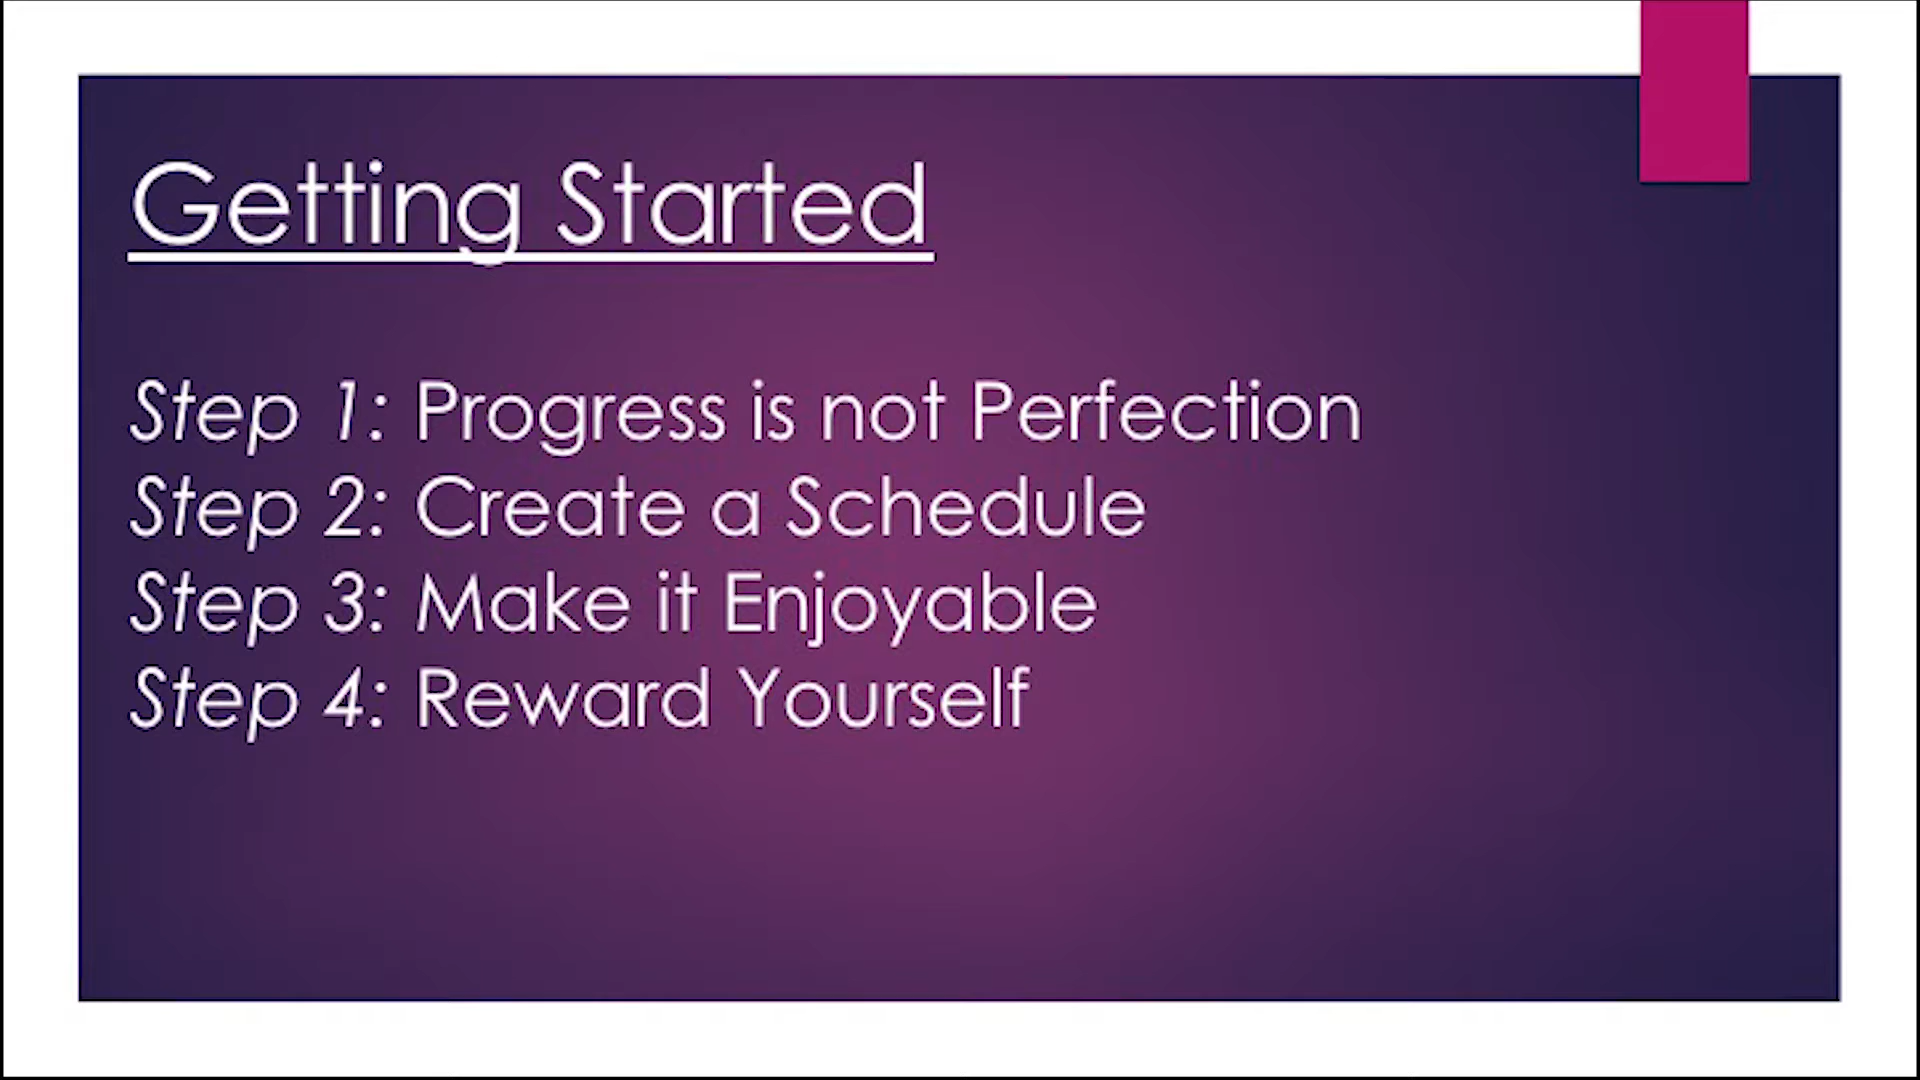 Getting Started
Step 1: Progress is not Perfection
Step 2: Create a Schedule
Step 3: Make it Enjoyable
Step 4: Reward Yourself